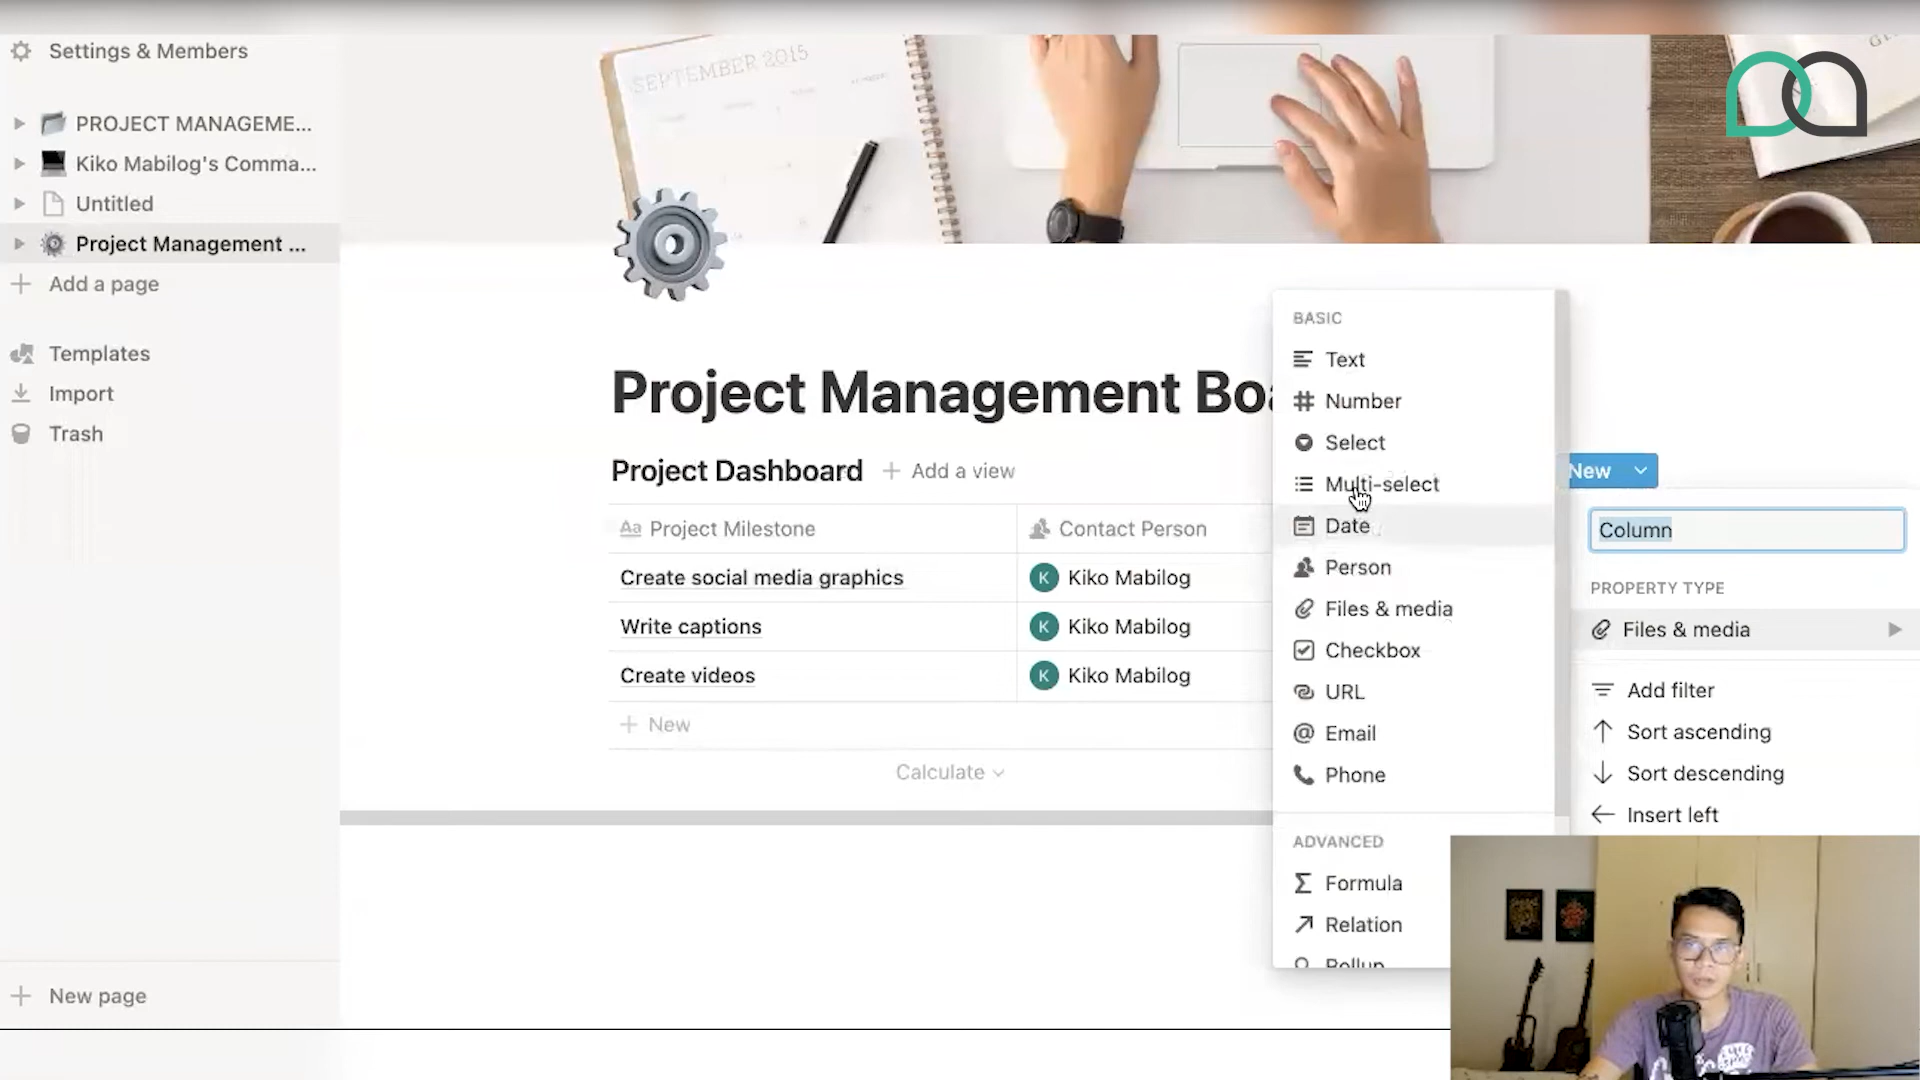 Settings & Members
PROJECT MANAGEME...
Kiko Mabilog's Comma...
Untitled
Project Management ...
Add a page
Templates
Import
Trash
New page
SEPTEMBER 2015
Project Management Boa
Project Dashboard
Add a view
New
Aa Project Milestone
Contact Person
Create social media graphics
K Kiko Mabilog
Write captions
K Kiko Mabilog
Create videos
K Kiko Mabilog
New
Calculate
BASIC
Text
Number
Select
Multi-select
Date
Person
Files & media
Checkbox
URL
Email
Phone
ADVANCED
Formula
Relation
Rollup
Column
PROPERTY TYPE
Files & media
Add filter
Sort ascending
Sort descending
Insert left